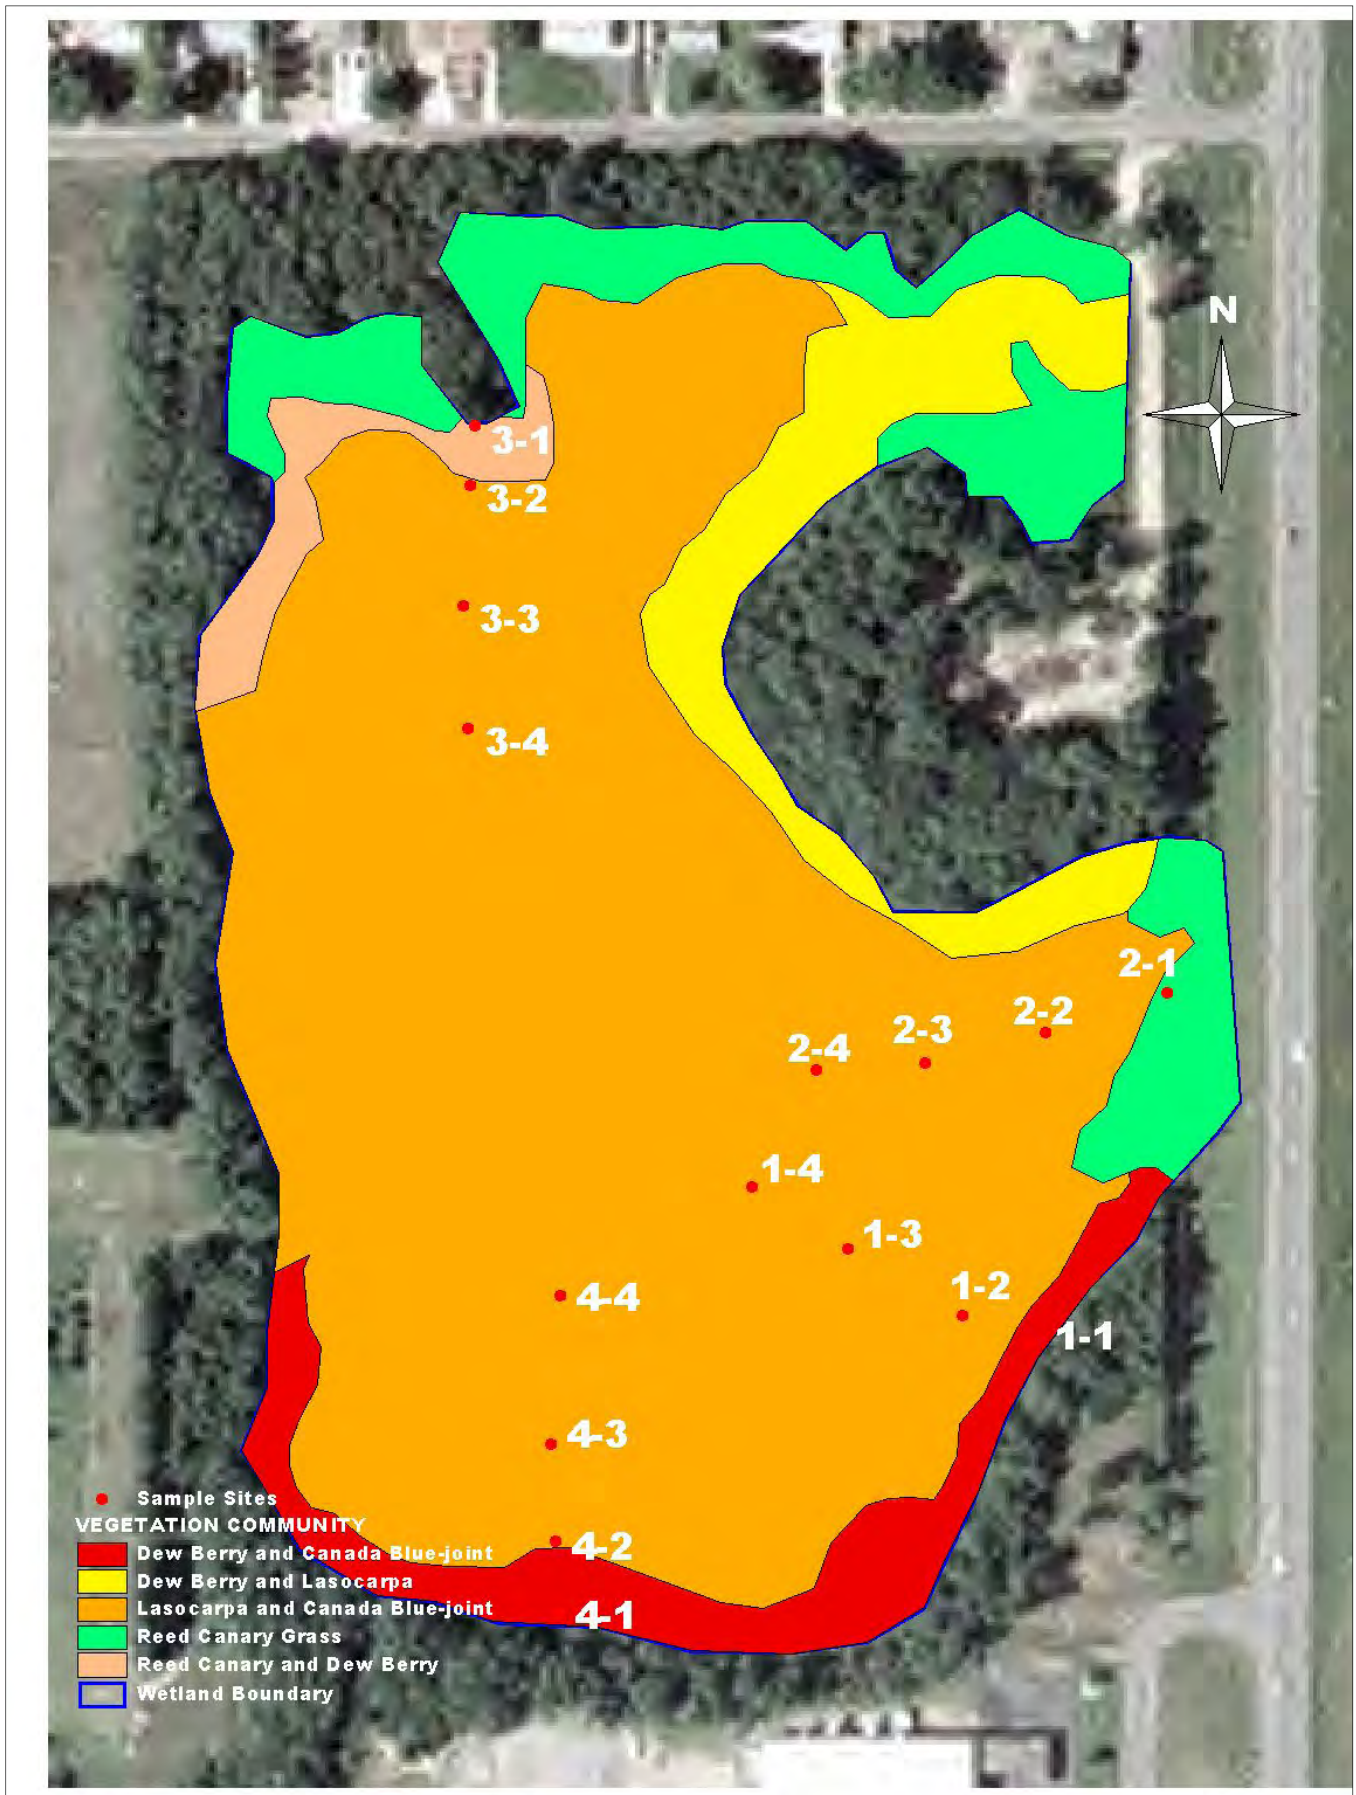 N
3-1
3-2
3-3
3-4
2-1
2-2
2-3
2-4
1-4
1-3
1-2
1-1
4-4
4-3
4-2
4-1
Sample Sites
VEGETATION COMMUNITY
Dew Berry and Canada Blue-joint
Dew Berry and Lasocarpa
Lasocarpa and Canada Blue-joint
Reed Canary Grass
Reed Canary and Dew Berry
Wetland Boundary